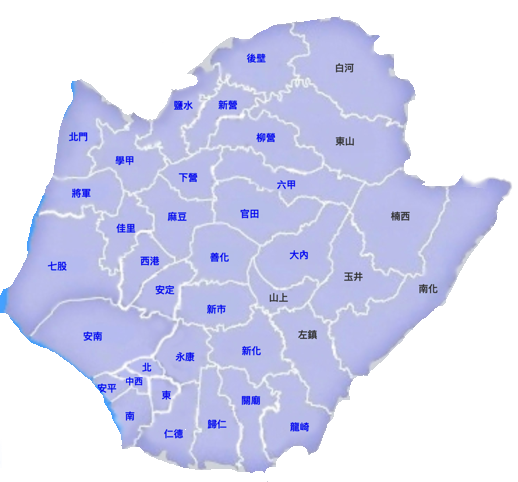 後壁
白河
鹽水
新營
北門
柳營
東山
學甲
下營
六甲
將軍
麻豆
官田
楠西
佳里
七股
西港
善化
大內
玉井
南化
安定
山上
新市
安南
左鎮
永康
新化
北
安平
中西
東
南
歸仁
關廟
仁德
龍崎